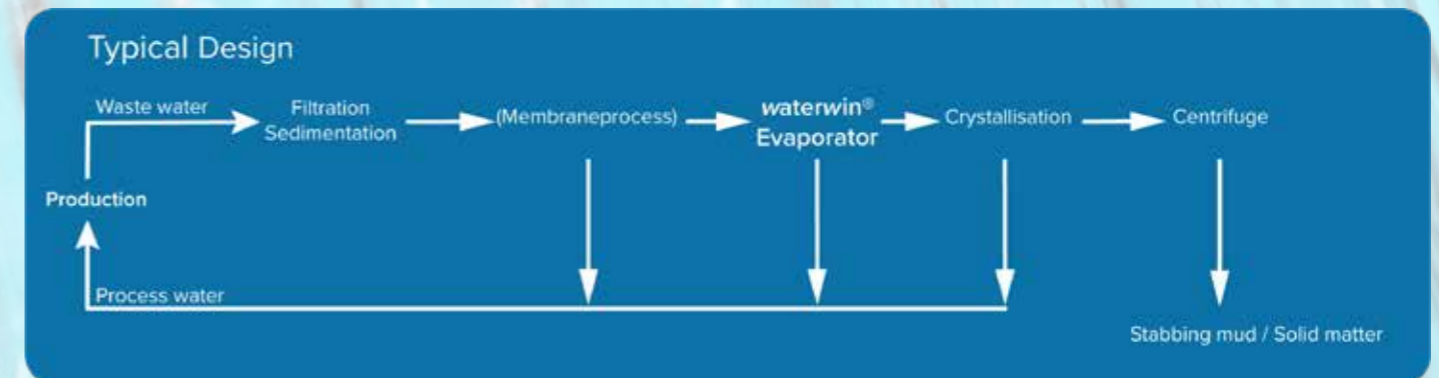 Typical Design
Waste water
Filtration
Sedimentation
(Membraneprocess)
waterwin®
Evaporator
Crystallisation
Centrifuge
Production
Process water
Stabbing mud / Solid matter